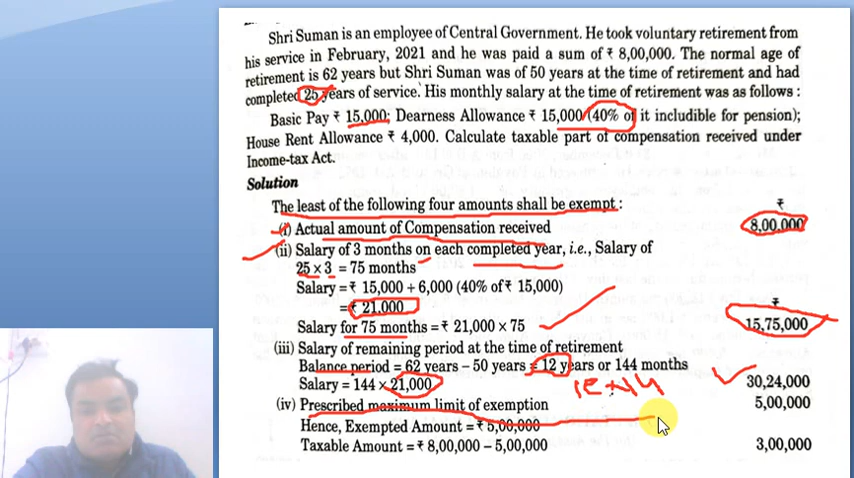 Shri Suman is an employee of Central Government. He took voluntary retirement from
his service in February, 2021 and he was paid a sum of ₹ 8,00,000. The normal age of
retirement is 62 years but Shri Suman was of 50 years at the time of retirement and had
completed 25 years of service. His monthly salary at the time of retirement was as follows :
Basic Pay ₹ 15,000; Dearness Allowance ₹ 15,000 (40% of it includible for pension);
House Rent Allowance ₹ 4,000. Calculate taxable part of compensation received under
Income-tax Act.
Solution
The least of the following four amounts shall be exempt :
₹
(i) Actual amount of Compensation received 8,00,000
(ii) Salary of 3 months on each completed year, i.e., Salary of
25 × 3 = 75 months
Salary = ₹ 15,000 + 6,000 (40% of ₹ 15,000)
= ₹ 21,000
₹
Salary for 75 months = ₹ 21,000 × 75 15,75,000
(iii) Salary of remaining period at the time of retirement
Balance period = 62 years – 50 years = 12 years or 144 months
Salary = 144 × 21,000 30,24,000
(iv) Prescribed maximum limit of exemption 5,00,000
Hence, Exempted Amount = ₹ 5,00,000
Taxable Amount = ₹ 8,00,000 – 5,00,000 3,00,000